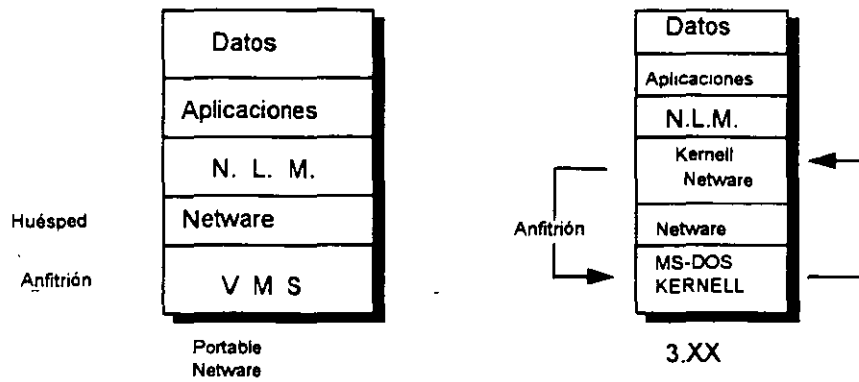 Datos
Aplicaciones
N. L. M.
Huésped
Netware
Anfitrión
V M S
Portable
Netware
Datos
Aplicaciones
N.L.M.
Kernell
Netware
Anfitrión
Netware
MS-DOS
KERNELL
3.XX